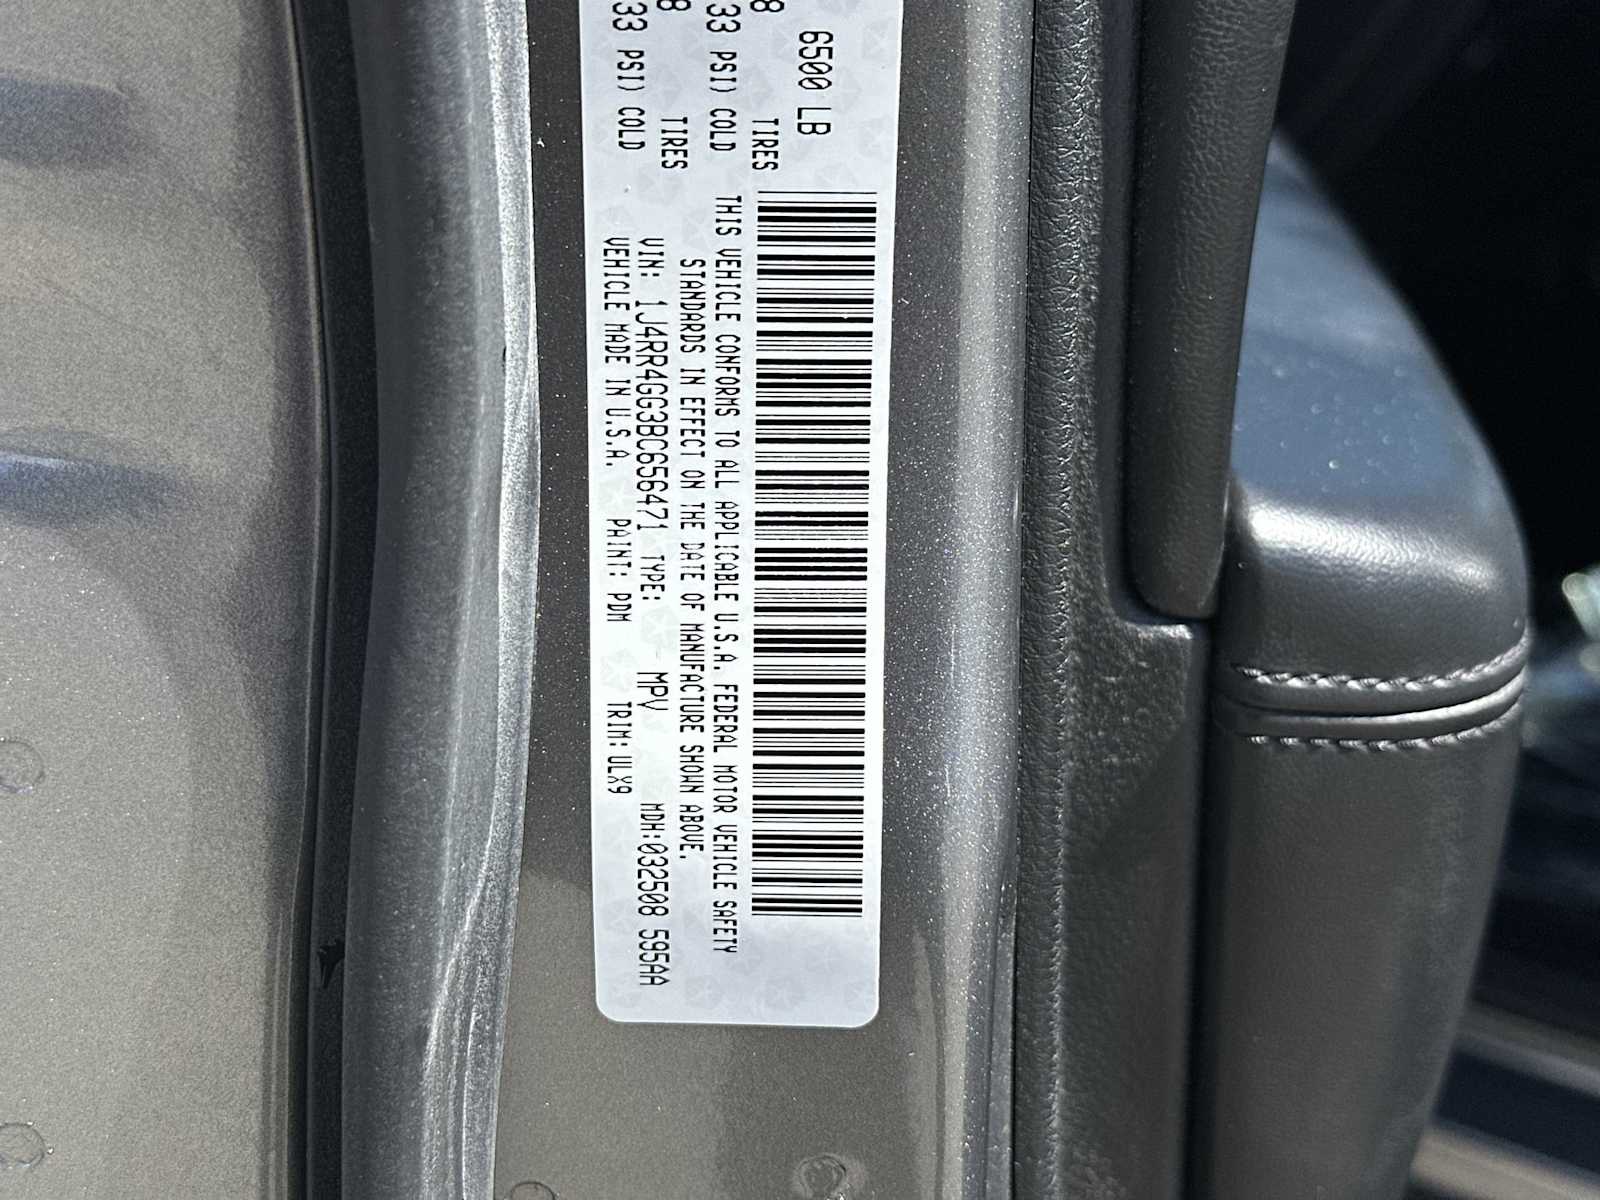 6500 LB
8 TIRES
33 PSI) COLD
8 TIRES
33 PSI) COLD
THIS VEHICLE CONFORMS TO ALL APPLICABLE U.S.A. FEDERAL MOTOR VEHICLE SAFETY
STANDARDS IN EFFECT ON THE DATE OF MANUFACTURE SHOWN ABOVE.
VIN: 1J4RR4GG3BC656471 TYPE: MPV MDH:032508 595AA
VEHICLE MADE IN U.S.A. PAINT: PDM TRIM: ULX9